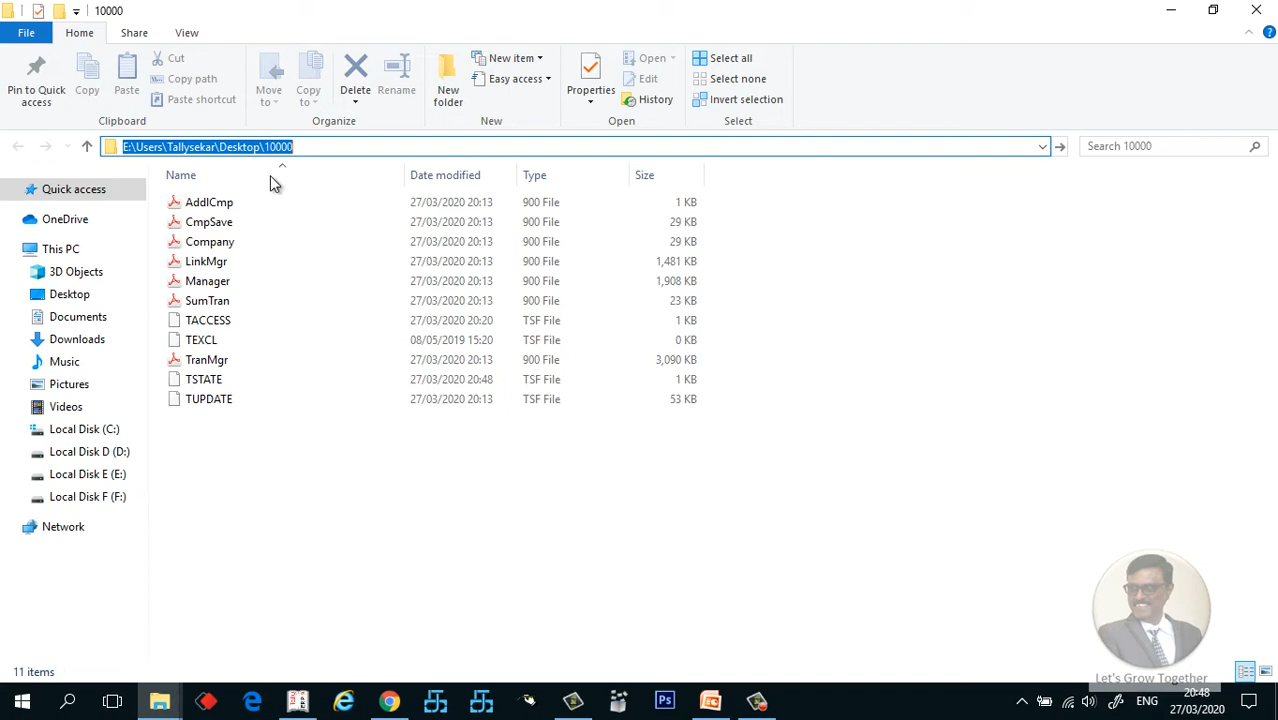 10000
File Home Share View
Pin to Quick access
Copy
Paste
Cut
Copy path
Paste shortcut
Clipboard
Move to
Copy to
Delete
Rename
Organize
New folder
New item
Easy access
New
Properties
Open
Edit
History
Open
Select all
Select none
Invert selection
Select
E:\Users\Tallysekar\Desktop\10000
Search 10000
Name Date modified Type Size
AddlCmp 27/03/2020 20:13 900 File 1 KB
CmpSave 27/03/2020 20:13 900 File 29 KB
Company 27/03/2020 20:13 900 File 29 KB
LinkMgr 27/03/2020 20:13 900 File 1,481 KB
Manager 27/03/2020 20:13 900 File 1,908 KB
SumTran 27/03/2020 20:13 900 File 23 KB
TACCESS 27/03/2020 20:20 TSF File 1 KB
TEXCL 08/05/2019 15:20 TSF File 0 KB
TranMgr 27/03/2020 20:13 900 File 3,090 KB
TSTATE 27/03/2020 20:48 TSF File 1 KB
TUPDATE 27/03/2020 20:13 TSF File 53 KB
Quick access
OneDrive
This PC
3D Objects
Desktop
Documents
Downloads
Music
Pictures
Videos
Local Disk (C:)
Local Disk D (D:)
Local Disk E (E:)
Local Disk F (F:)
Network
11 items
Let's Grow Together
Ps
ENG
20:48
27/03/2020